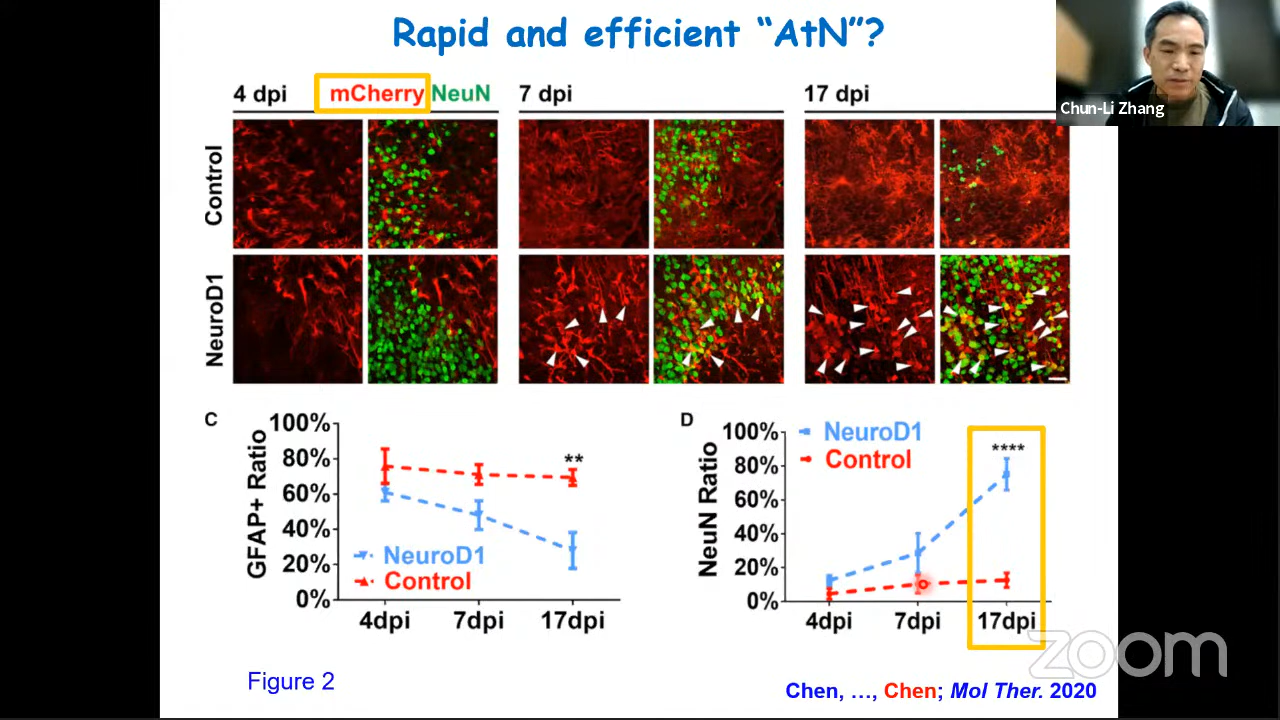 Rapid and efficient “AtN”?
Chun-Li Zhang
4 dpi mCherry NeuN 7 dpi 17 dpi
Control
NeuroD1
C
GFAP+ Ratio
100%
80%
60%
40%
20%
0%
**
NeuroD1
Control
4dpi 7dpi 17dpi
D
NeuN Ratio
100%
80%
60%
40%
20%
0%
NeuroD1
Control
****
4dpi 7dpi 17dpi
zoom
Figure 2
Chen, …, Chen; Mol Ther. 2020